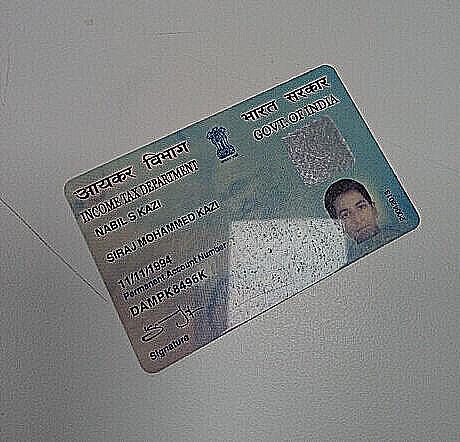 आयकर विभाग
INCOME TAX DEPARTMENT
भारत सरकार
GOVT. OF INDIA
NABIL S KAZI
SIRAJ MOHAMMED KAZI
11/11/1994
Permanent Account Number
DAMPK8496K
Signature